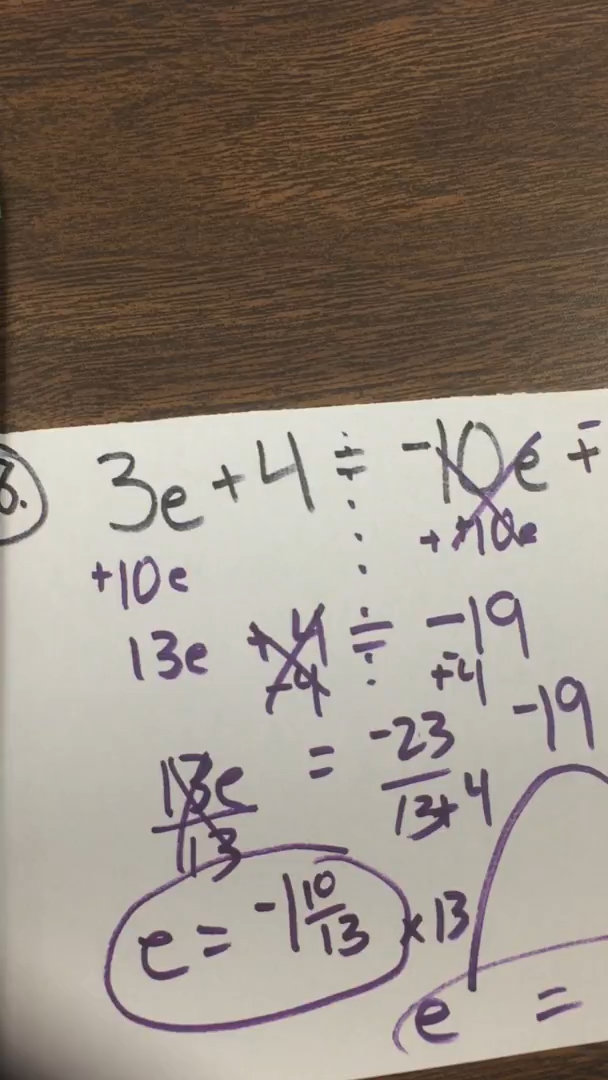 8. 3e + 4 = -10e +
+10e +10e
13e +4 = -19
-4 + -4
13e = -23 -19
13 13 + 4
e = -1 10/13 × 13
e =